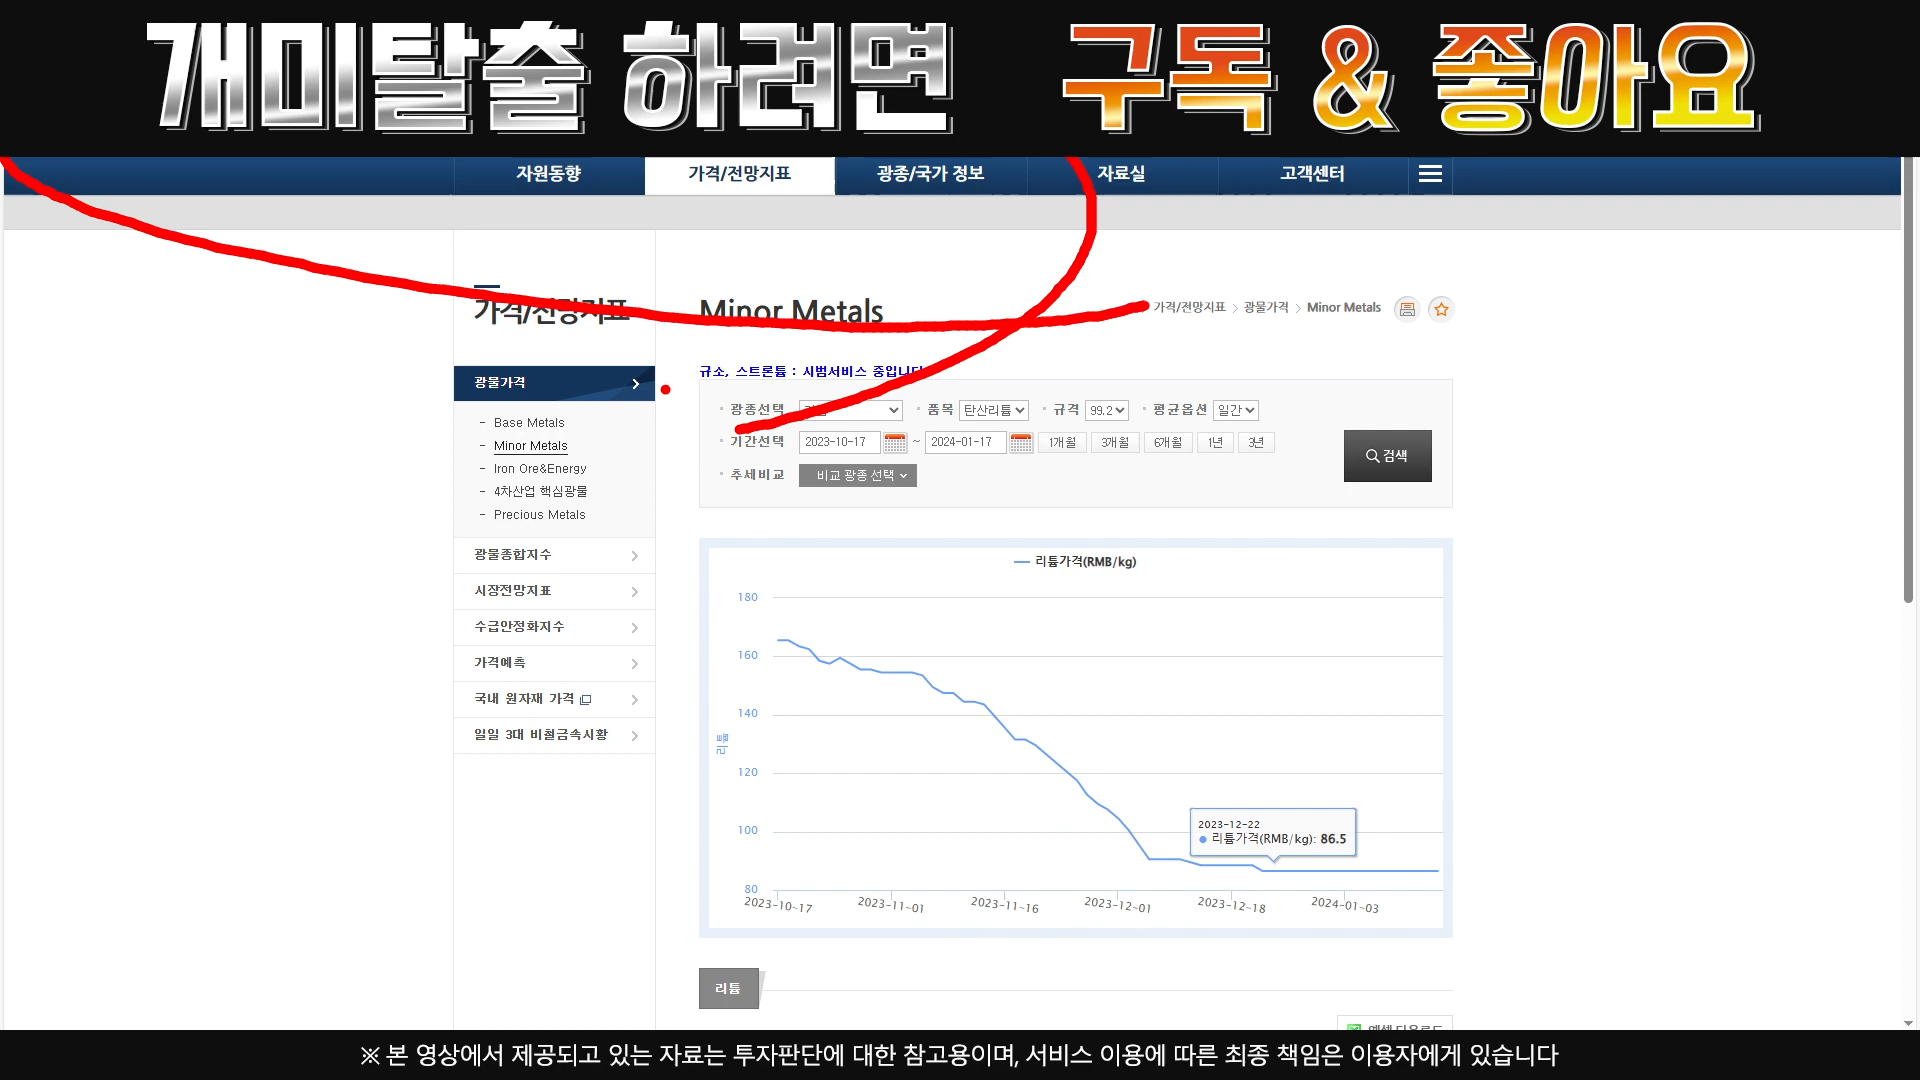 개미탈출 하려면 구독 & 좋아요
자원동향 가격/전망지표 광종/국가 정보 자료실 고객센터
가격/전망지표
Minor Metals
가격/전망지표 > 광물가격 > Minor Metals
규소, 스트론튬 : 시범서비스 중입니다
광물가격
- Base Metals
- Minor Metals
- Iron Ore&Energy
- 4차산업 핵심광물
- Precious Metals
광물종합지수
시장전망지표
수급안정화지수
가격예측
국내 원자재 가격
일일 3대 비철금속시황
광종선택 품목 탄산리튬 규격 99.2 평균옵션 일간
기간선택 2023-10-17 ~ 2024-01-17 1개월 3개월 6개월 1년 3년
추세비교 비교 광종 선택
검색
리튬가격(RMB/kg)
180
160
140
120
100
80
리튬
2023-12-22
리튬가격(RMB/kg): 86.5
2023-10-17 2023-11-01 2023-11-16 2023-12-01 2023-12-18 2024-01-03
리튬
엑셀 다운로드
※ 본 영상에서 제공되고 있는 자료는 투자판단에 대한 참고용이며, 서비스 이용에 따른 최종 책임은 이용자에게 있습니다